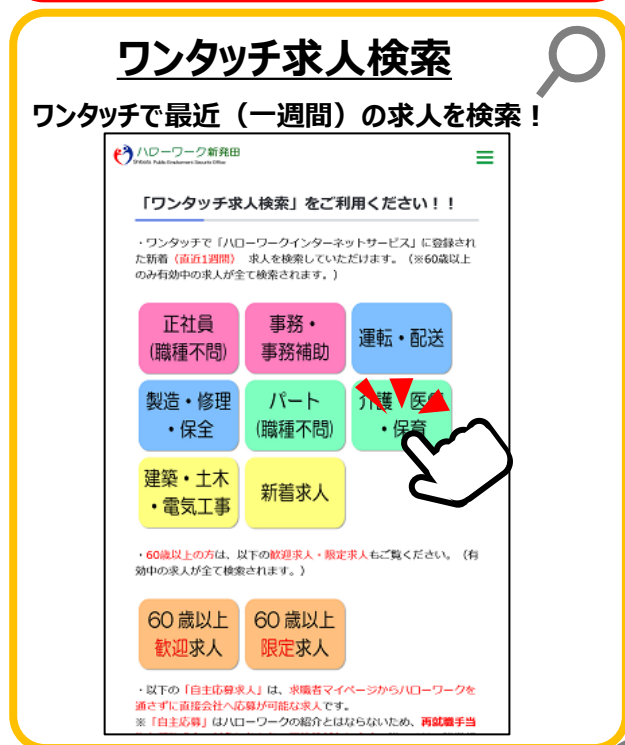 ワンタッチ求人検索
ワンタッチで最近（一週間）の求人を検索！
ハローワーク新発田
Shibata Public Employment Security Office
「ワンタッチ求人検索」をご利用ください！！
・ワンタッチで「ハローワークインターネットサービス」に登録され
た新着（直近1週間） 求人を検索していただけます。（※60歳以上
のみ有効中の求人が全て検索されます。）
正社員
(職種不問)
事務・
事務補助
運転・配送
製造・修理
・保全
パート
(職種不問)
介護・医
・保育
建築・土木
・電気工事
新着求人
・60歳以上の方は、以下の歓迎求人・限定求人もご覧ください。（有
効中の求人が全て検索されます。）
60歳以上
歓迎求人
60歳以上
限定求人
・以下の「自主応募求人」は、求職者マイページからハローワークを
通さずに直接会社へ応募が可能な求人です。
※「自主応募」はハローワークの紹介とはならないため、再就職手当